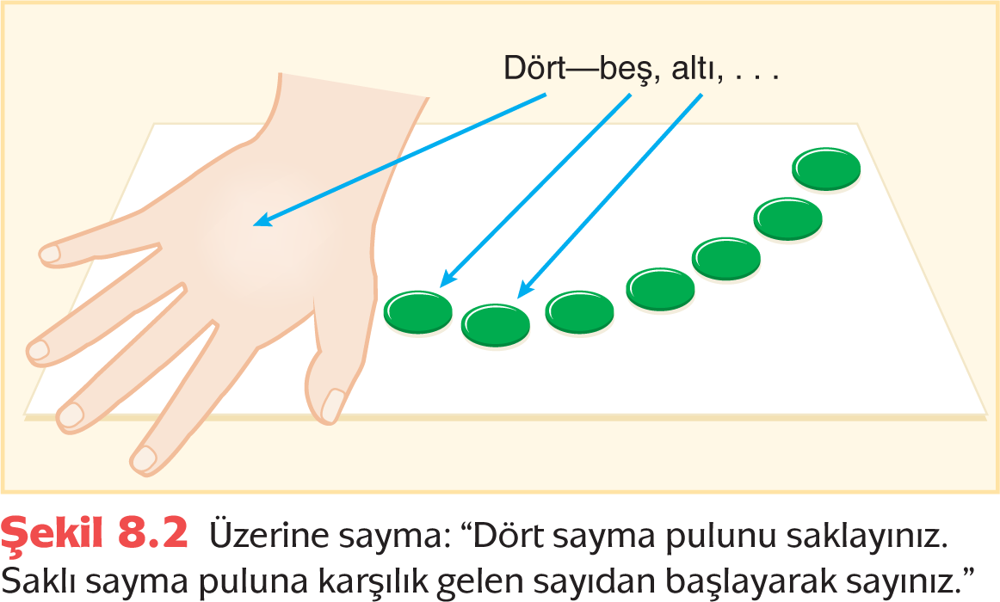 Dört—beş, altı, . . .
Şekil 8.2 Üzerine sayma: “Dört sayma pulunu saklayınız.
Saklı sayma puluna karşılık gelen sayıdan başlayarak sayınız.”